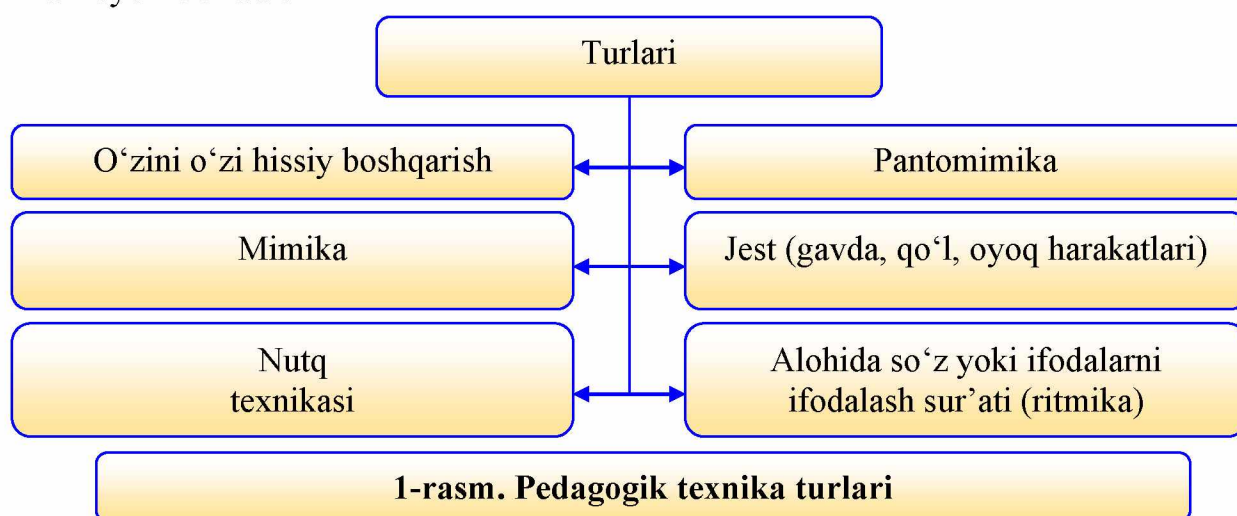 Turlari
O‘zini o‘zi hissiy boshqarish
Pantomimika
Mimika
Jest (gavda, qo‘l, oyoq harakatlari)
Nutq
texnikasi
Alohida so‘z yoki ifodalarni
ifodalash sur’ati (ritmika)
1-rasm. Pedagogik texnika turlari